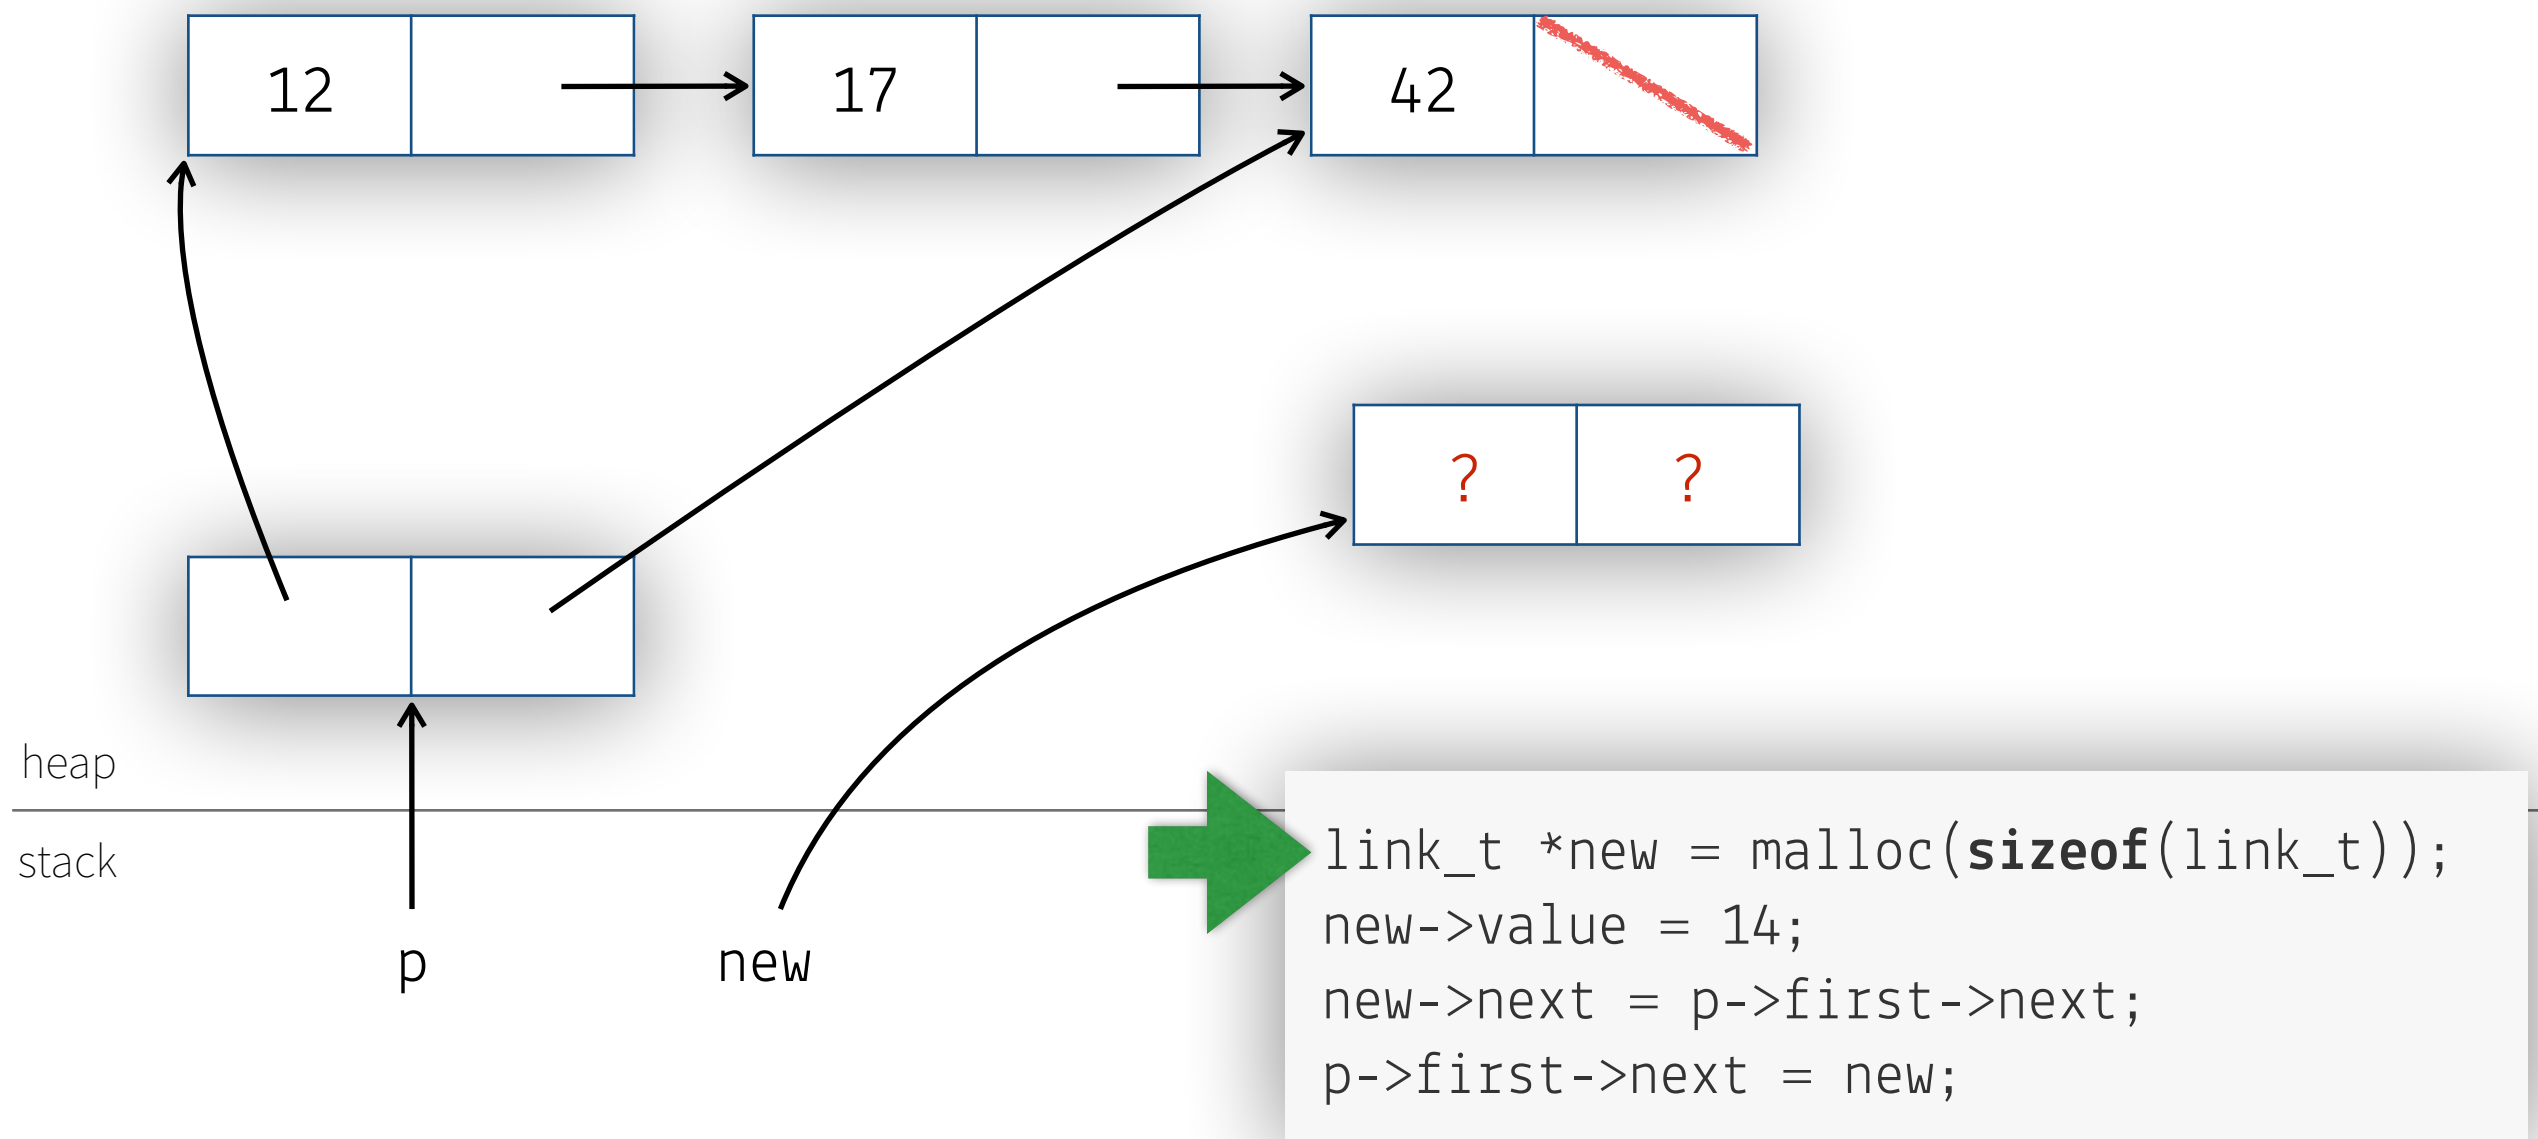 12 17 42
? ?
heap
stack
p new
link_t *new = malloc(sizeof(link_t));
new->value = 14;
new->next = p->first->next;
p->first->next = new;